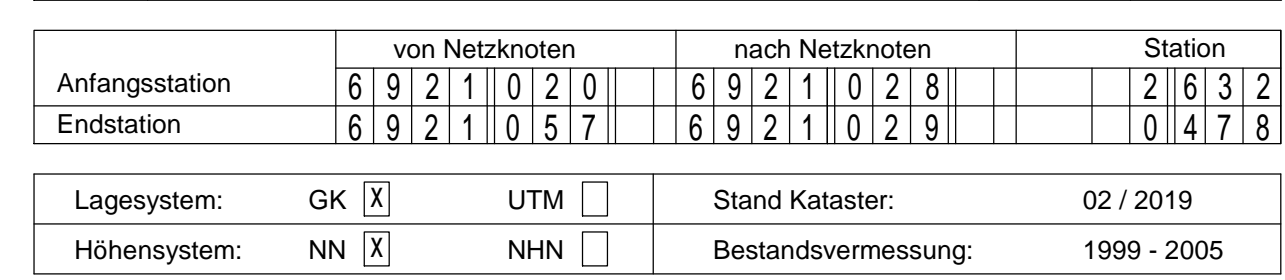 von Netzknoten nach Netzknoten Station
Anfangsstation 6921020 6921028 2632
Endstation 6921057 6921029 0478
Lagesystem: GK X UTM Stand Kataster: 02 / 2019
Höhensystem: NN X NHN Bestandsvermessung: 1999 - 2005